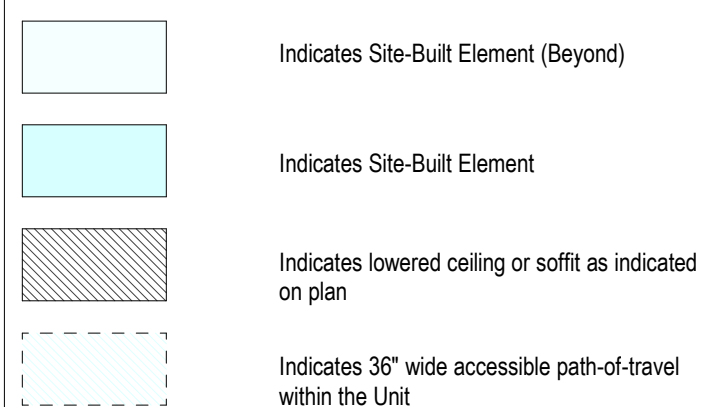 Indicates Site-Built Element (Beyond)
Indicates Site-Built Element
Indicates lowered ceiling or soffit as indicated
on plan
Indicates 36" wide accessible path-of-travel
within the Unit